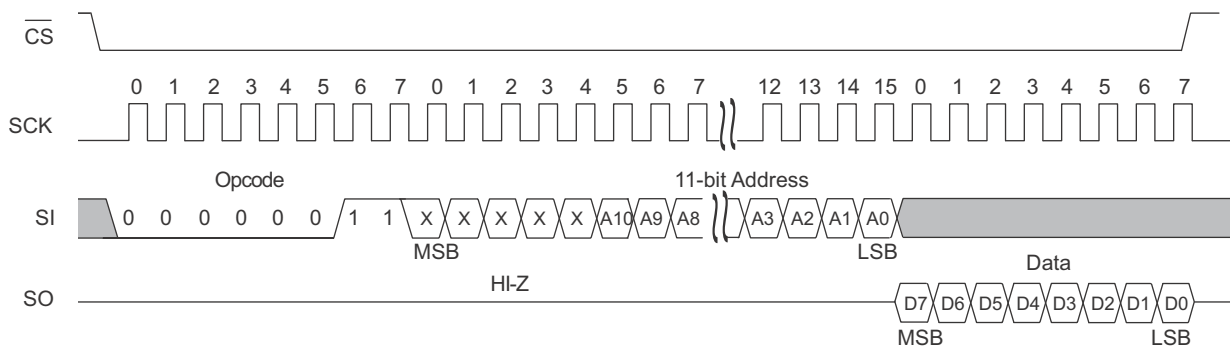 CS
0 1 2 3 4 5 6 7 0 1 2 3 4 5 6 7 12 13 14 15 0 1 2 3 4 5 6 7
SCK
Opcode 11-bit Address
SI 0 0 0 0 0 0 1 1 X X X X X A10 A9 A8 A3 A2 A1 A0
MSB LSB
HI-Z Data
SO D7 D6 D5 D4 D3 D2 D1 D0
MSB LSB